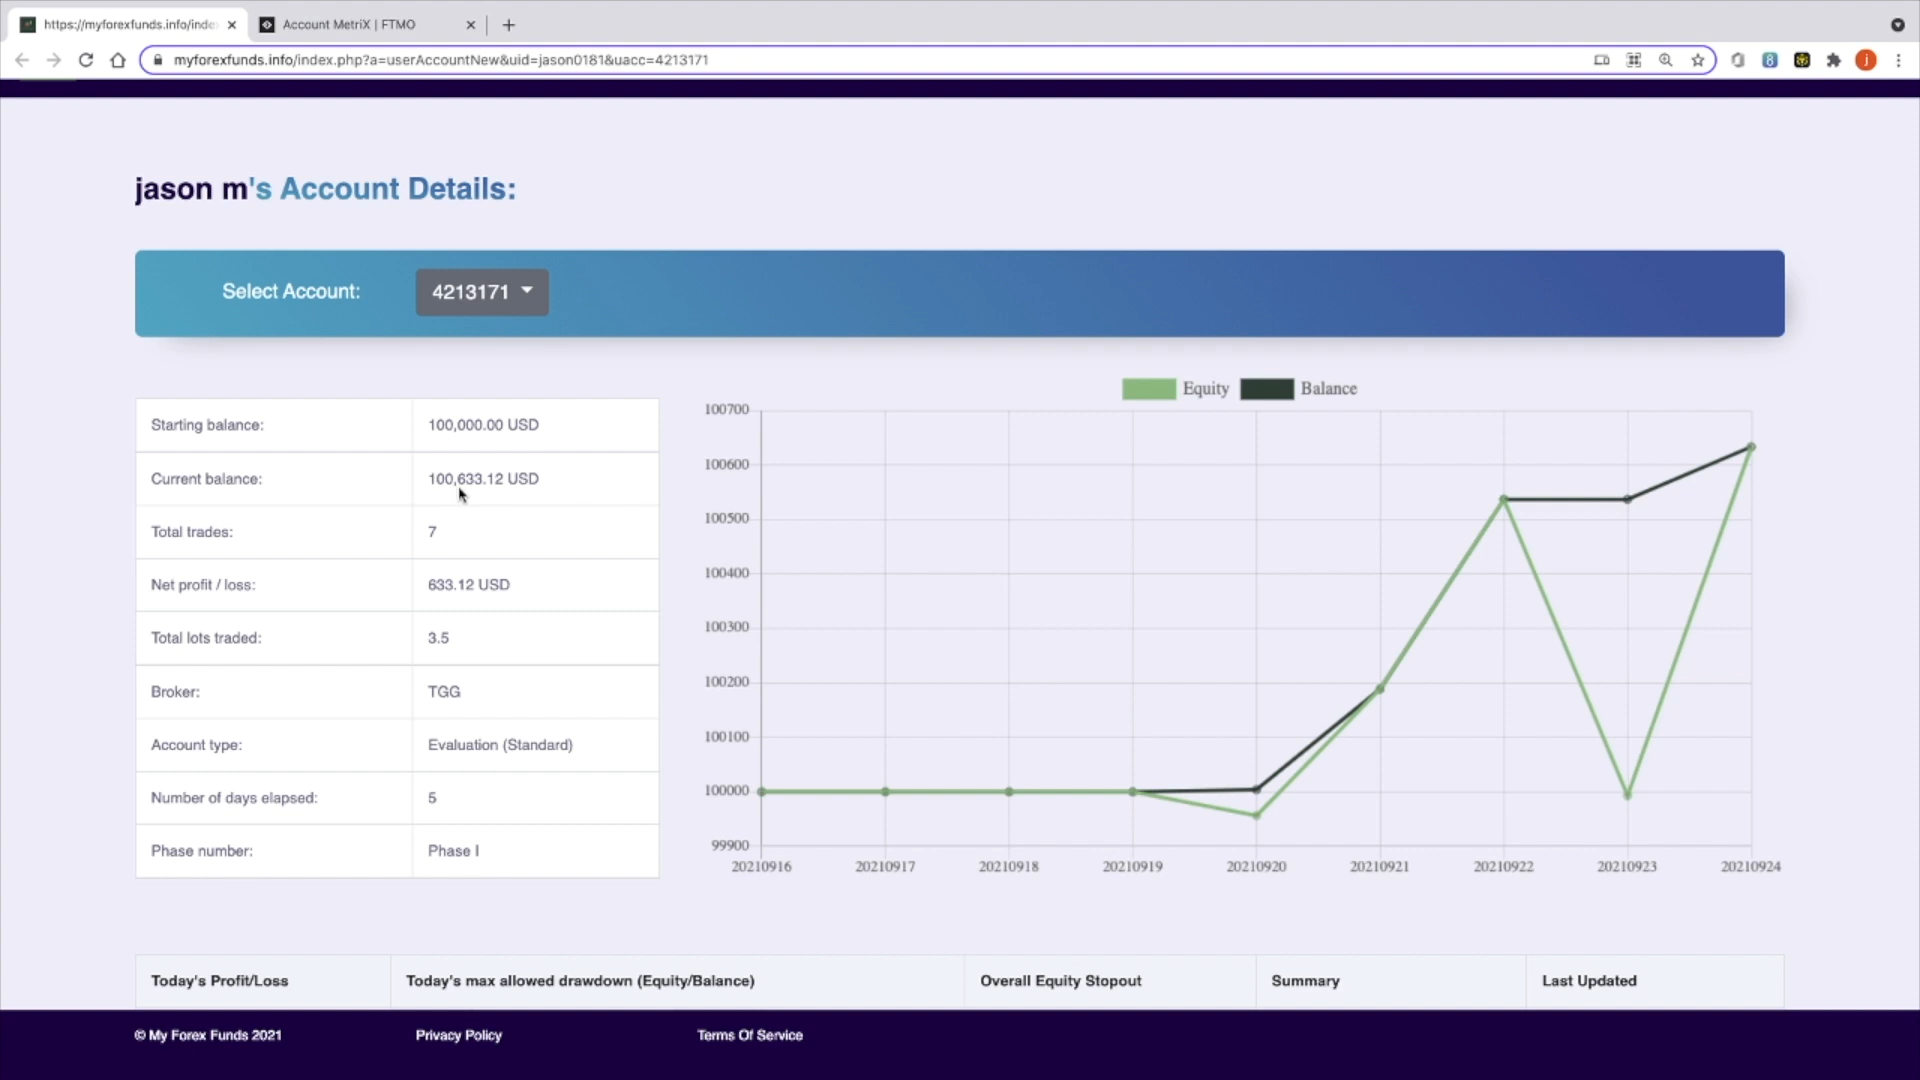 https://myforexfunds.info/inde
Account MetriX | FTMO
myforexfunds.info/index.php?a=userAccountNew&uid=jason0181&uacc=4213171
8
j
jason m's Account Details:
Select Account:
4213171
Equity
Balance
Starting balance:
100,000.00 USD
Current balance:
100,633.12 USD
Total trades:
7
Net profit / loss:
633.12 USD
Total lots traded:
3.5
Broker:
TGG
Account type:
Evaluation (Standard)
Number of days elapsed:
5
Phase number:
Phase I
100700
100600
100500
100400
100300
100200
100100
100000
99900
20210916
20210917
20210918
20210919
20210920
20210921
20210922
20210923
20210924
Today's Profit/Loss
Today's max allowed drawdown (Equity/Balance)
Overall Equity Stopout
Summary
Last Updated
© My Forex Funds 2021
Privacy Policy
Terms Of Service